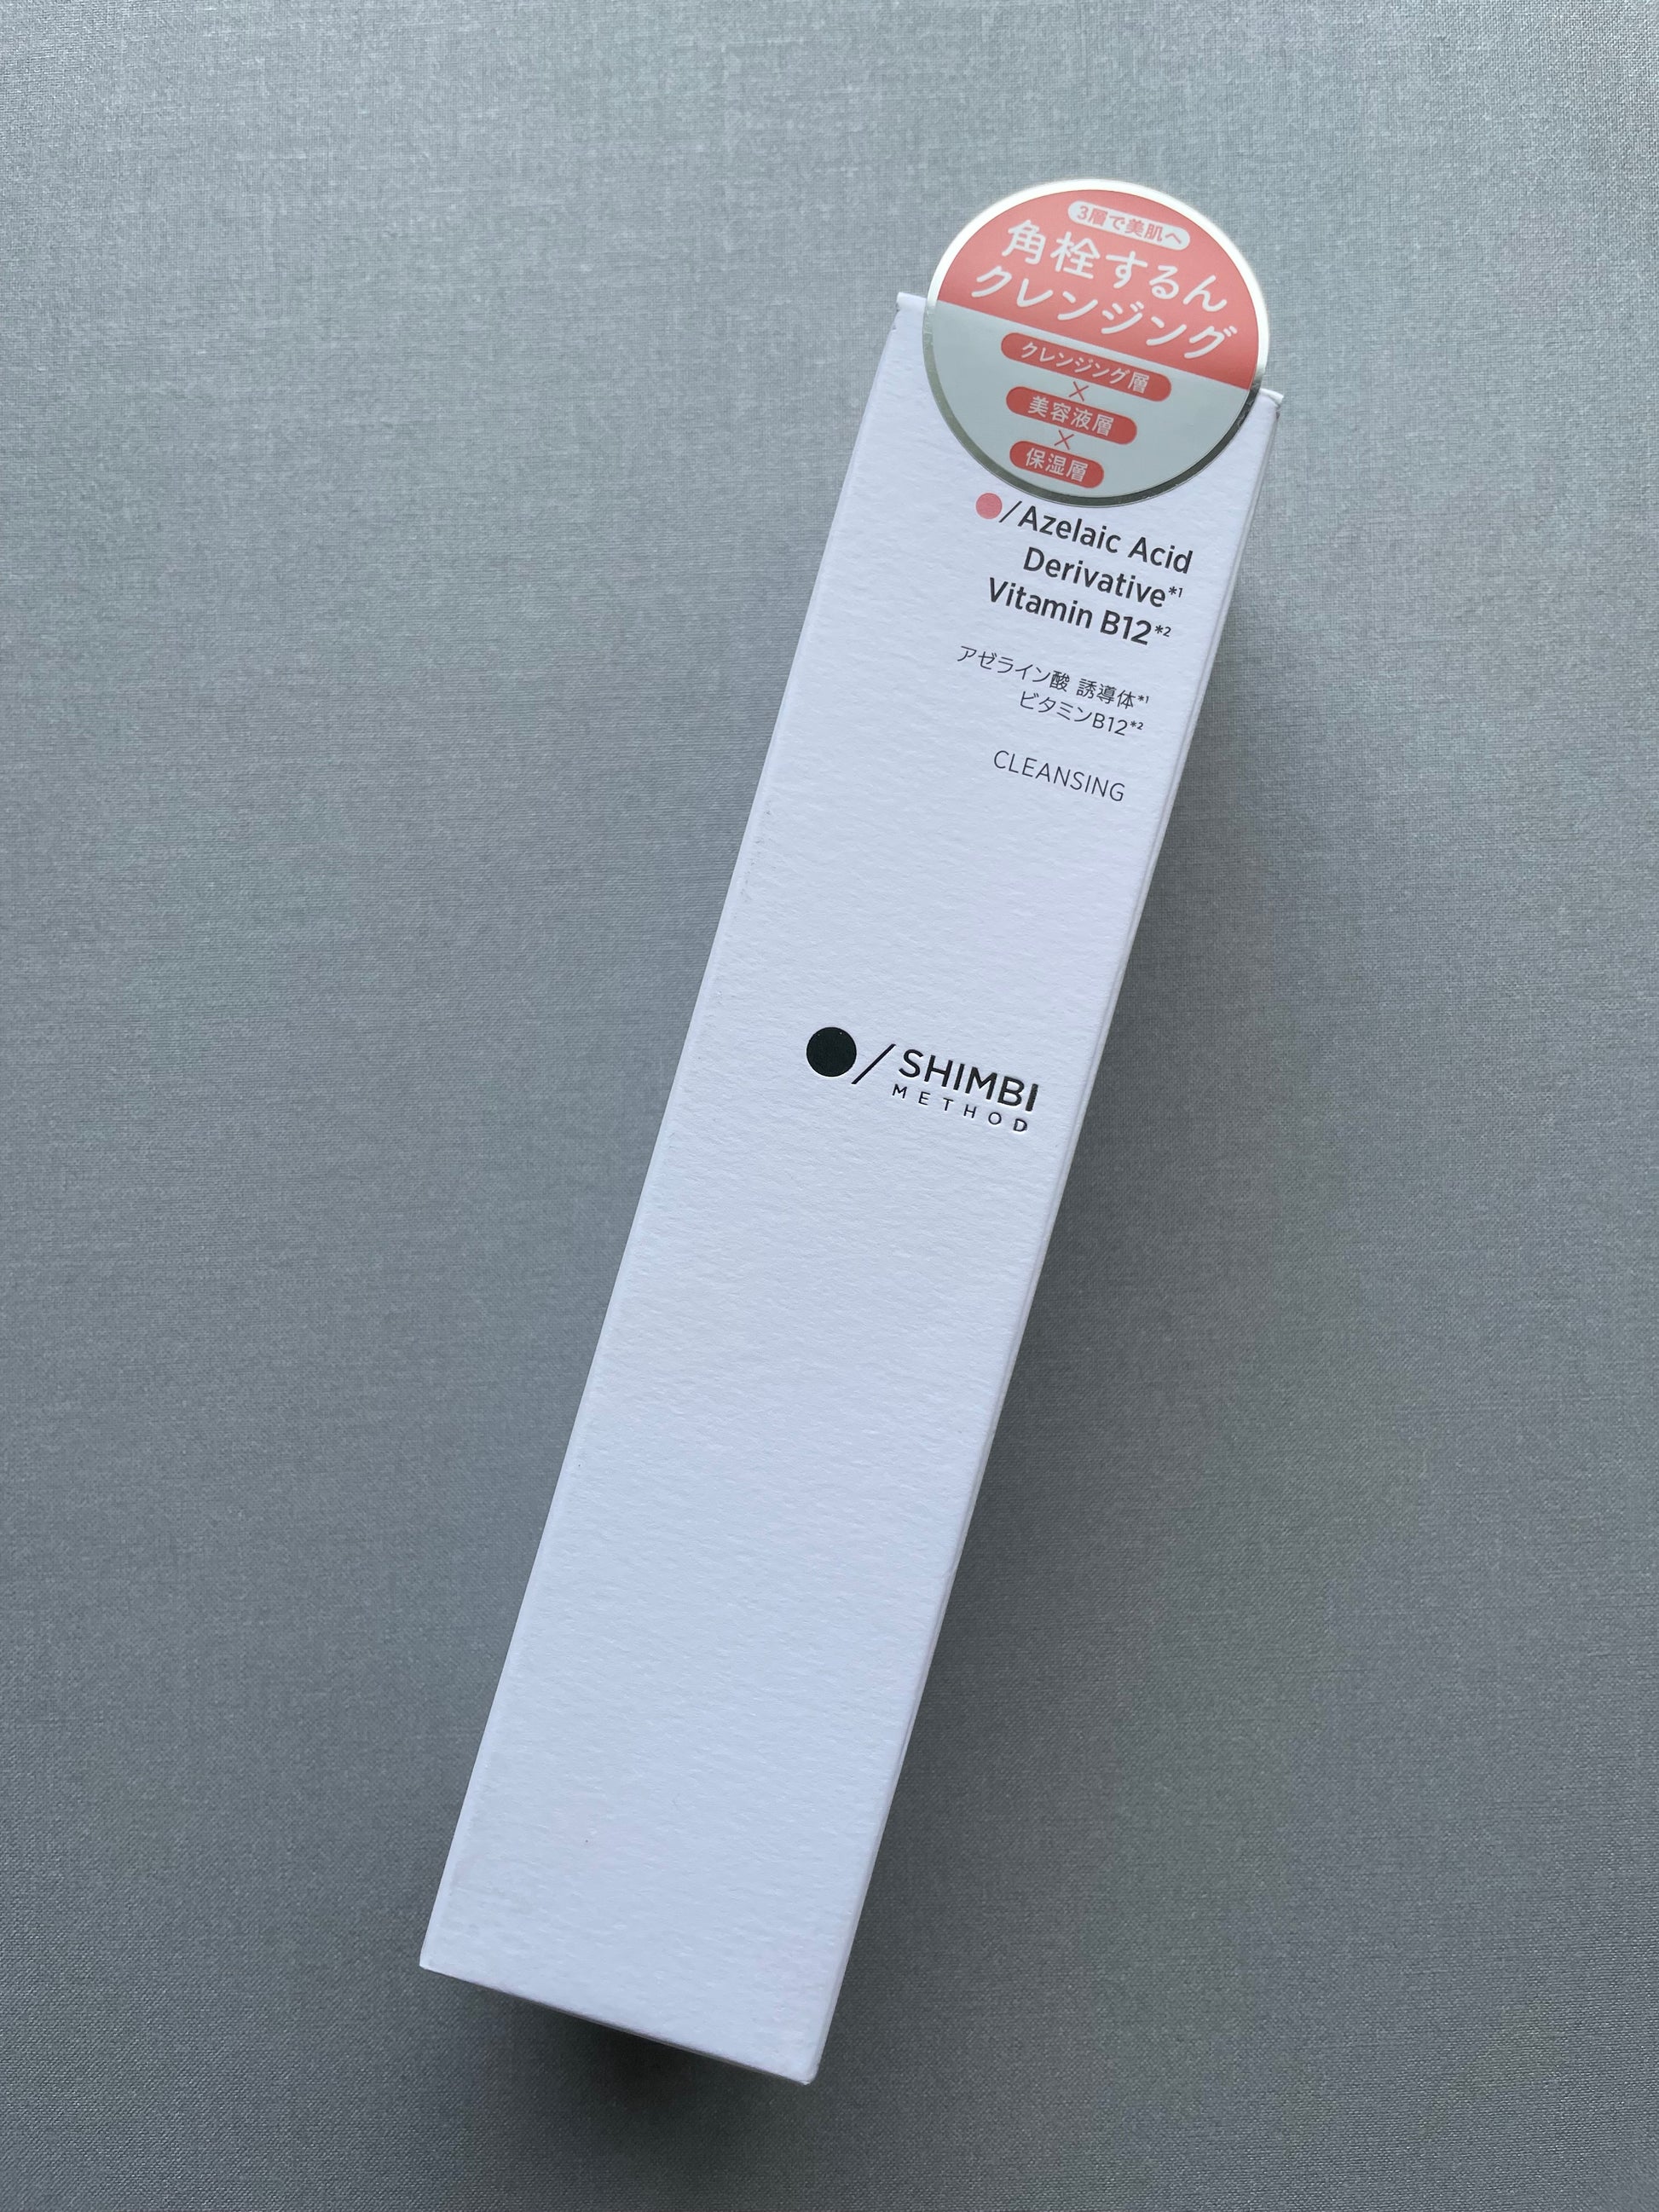 3層で美肌へ
角栓するん
クレンジング
クレンジング層
×
美容液層
×
保湿層
/Azelaic Acid
Derivative*1
Vitamin B12*2
アゼライン酸 誘導体*1
ビタミンB12*2
CLEANSING
/SHIMBI
METHOD